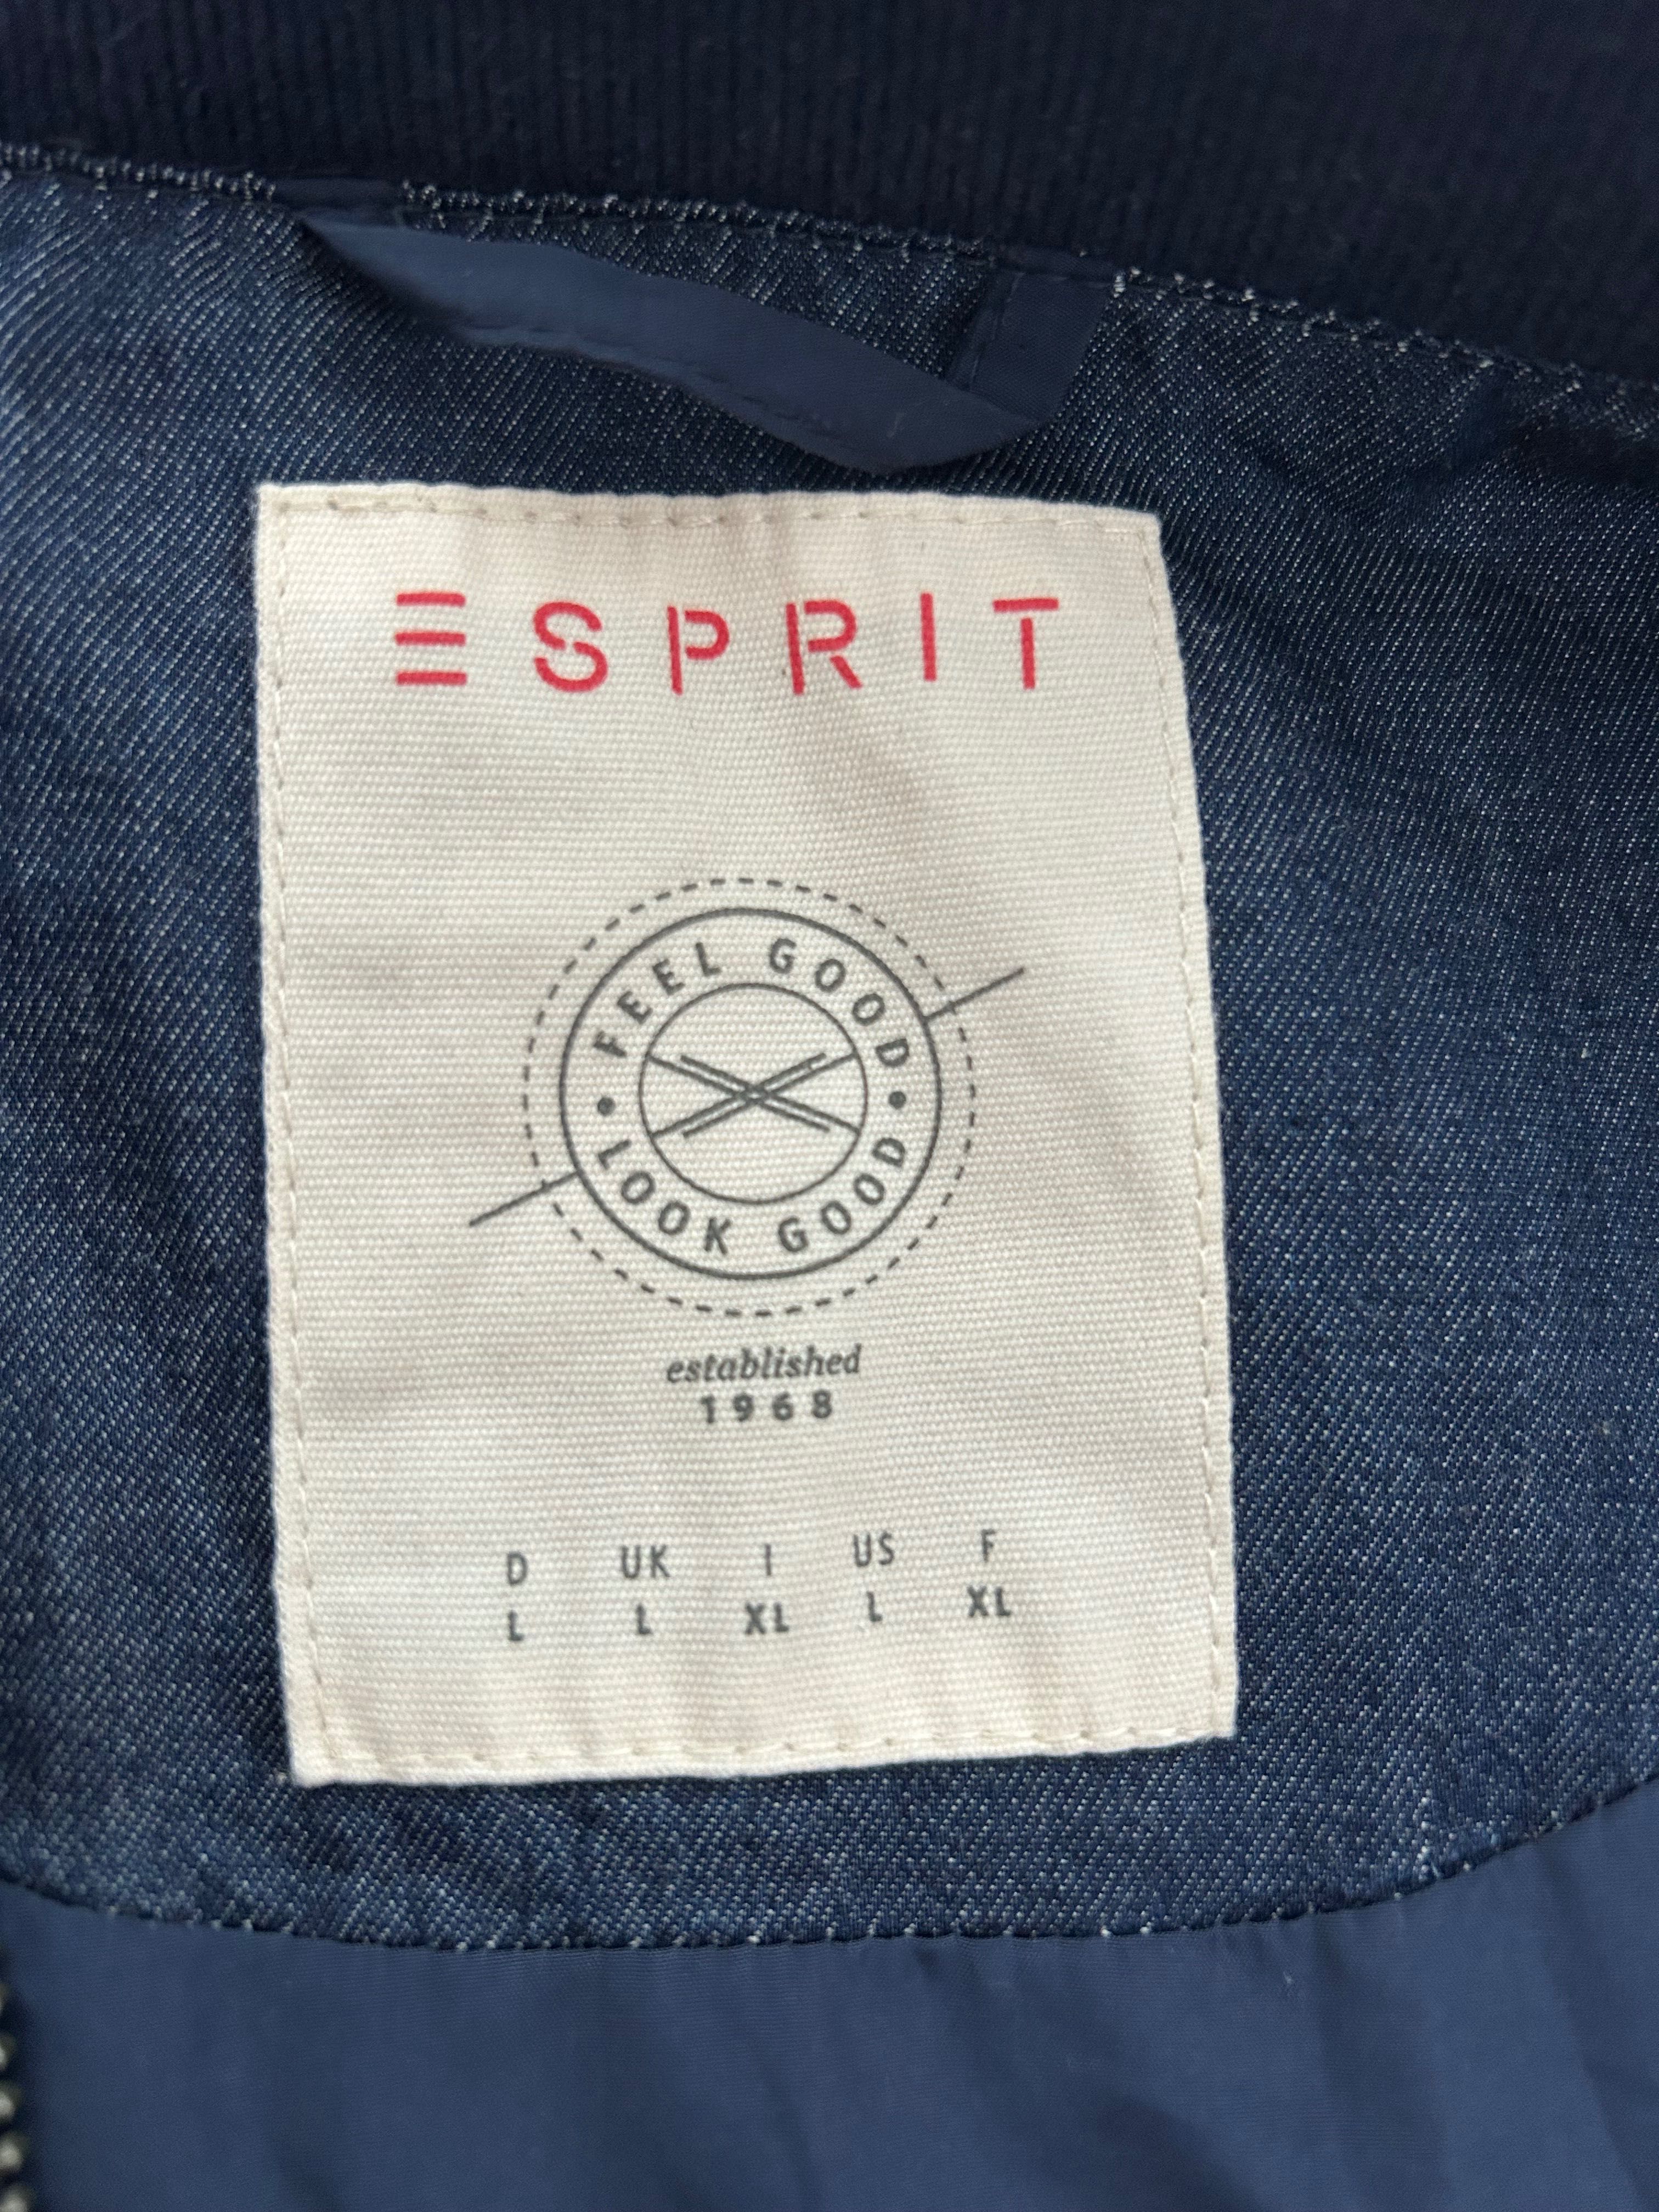 ESPRIT
FEEL GOOD
• LOOK GOOD •
established
1968
D UK I US F
L L XL L XL